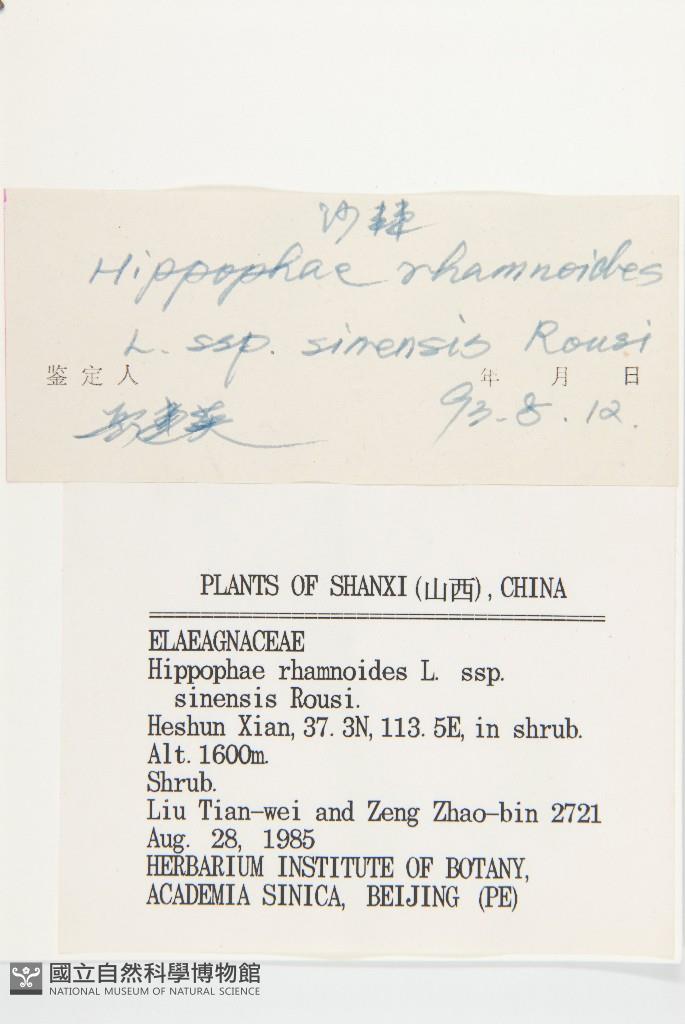 沙棘
Hippophae rhamnoides
L. ssp. sinensis Rousi
鉴定人 年 月 日
93.8.12.
PLANTS OF SHANXI(山西), CHINA
ELAEAGNACEAE
Hippophae rhamnoides L. ssp.
sinensis Rousi.
Heshun Xian, 37.3N, 113.5E, in shrub.
Alt. 1600m.
Shrub.
Liu Tian-wei and Zeng Zhao-bin 2721
Aug. 28, 1985
HERBARIUM INSTITUTE OF BOTANY,
ACADEMIA SINICA, BEIJING (PE)
國立自然科學博物館
NATIONAL MUSEUM OF NATURAL SCIENCE